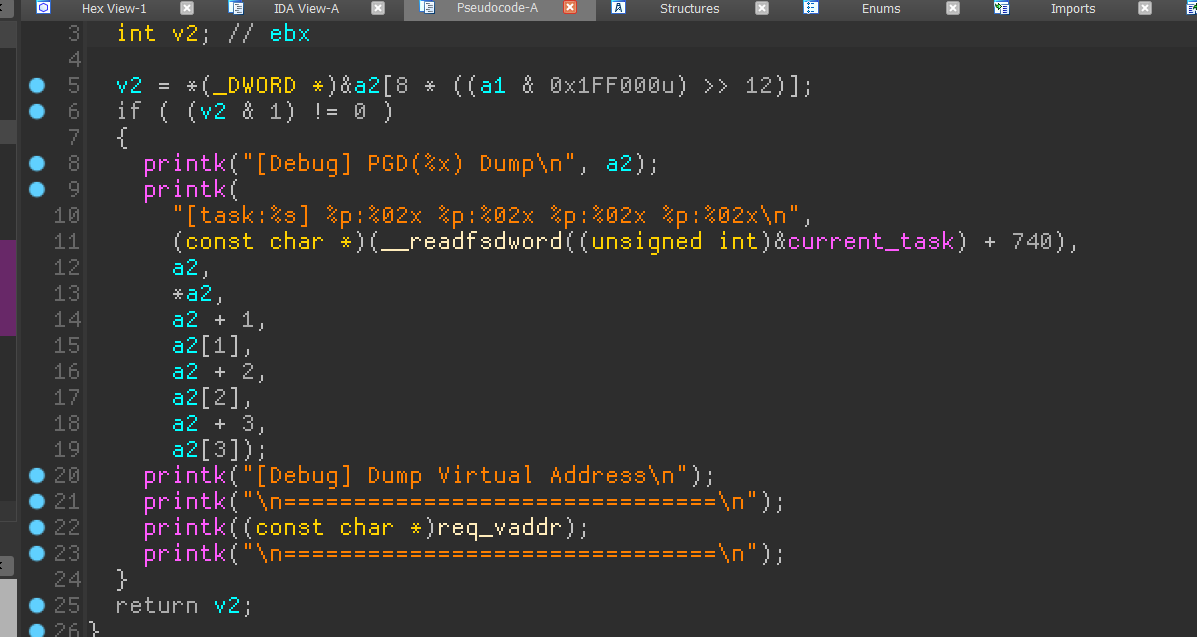 Hex View-1 IDA View-A Pseudocode-A Structures Enums Imports
3 int v2; // ebx
4
5 v2 = *(_DWORD *)&a2[8 * ((a1 & 0x1FF000u) >> 12)];
6 if ( (v2 & 1) != 0 )
7 {
8 printk("[Debug] PGD(%x) Dump\n", a2);
9 printk(
10 "[task:%s] %p:%02x %p:%02x %p:%02x %p:%02x\n",
11 (const char *)(__readfsdword((unsigned int)&current_task) + 740),
12 a2,
13 *a2,
14 a2 + 1,
15 a2[1],
16 a2 + 2,
17 a2[2],
18 a2 + 3,
19 a2[3]);
20 printk("[Debug] Dump Virtual Address\n");
21 printk("\n===============================\n");
22 printk((const char *)req_vaddr);
23 printk("\n===============================\n");
24 }
25 return v2;
26 }